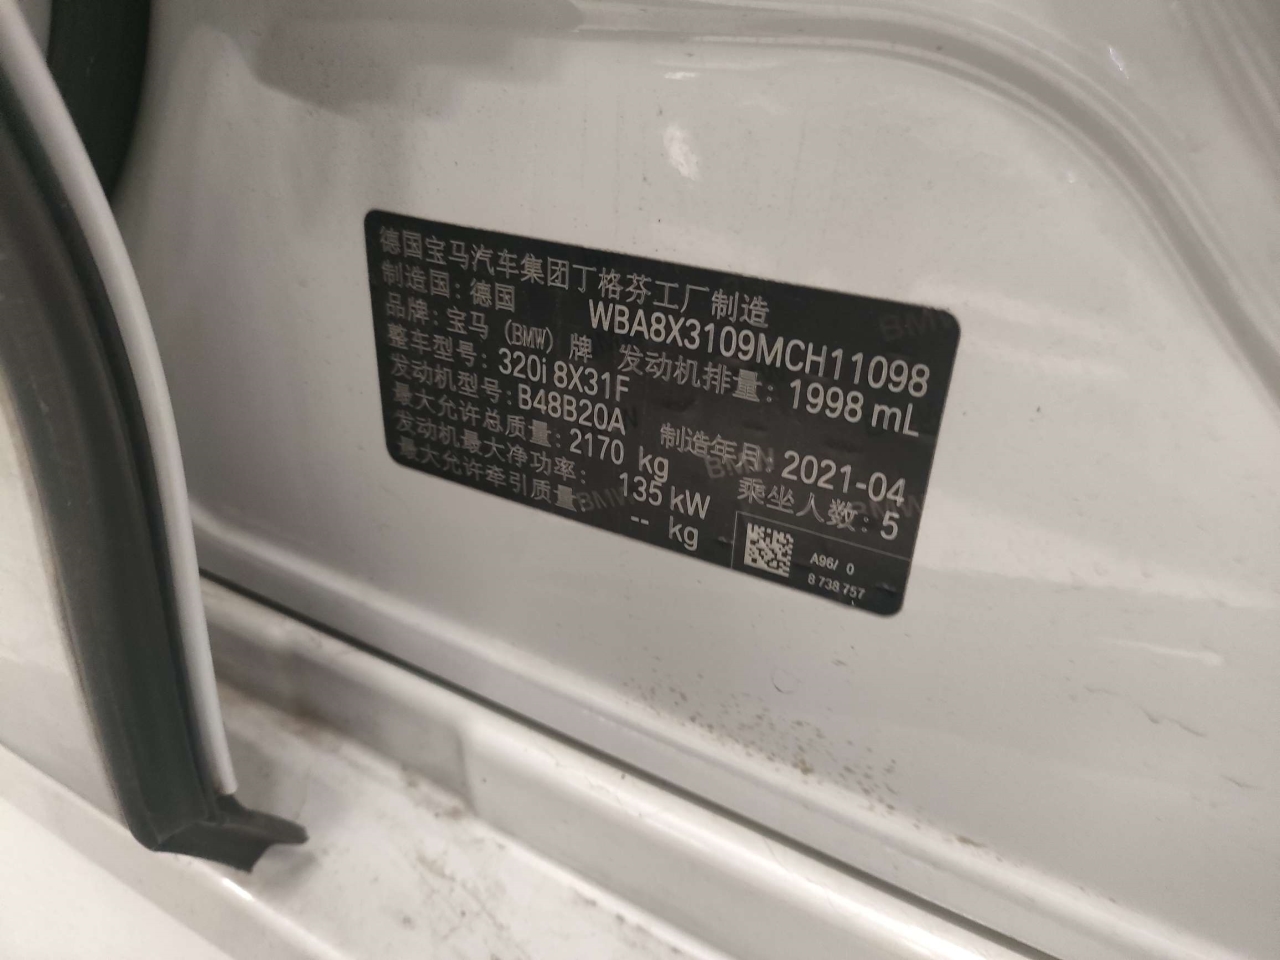 德国宝马汽车集团丁格芬工厂制造
制造国：德国 WBA8X3109MCH11098
品牌：宝马（BMW）牌 发动机排量：1998 mL
整车型号：320i 8X31F
发动机型号：B48B20A 制造年月：2021-04
最大允许总质量：2170 kg 乘坐人数：5
发动机最大净功率：135 kW
最大允许牵引质量：-- kg
A96/ 0
8 738 757
BMW
BMW
BMW